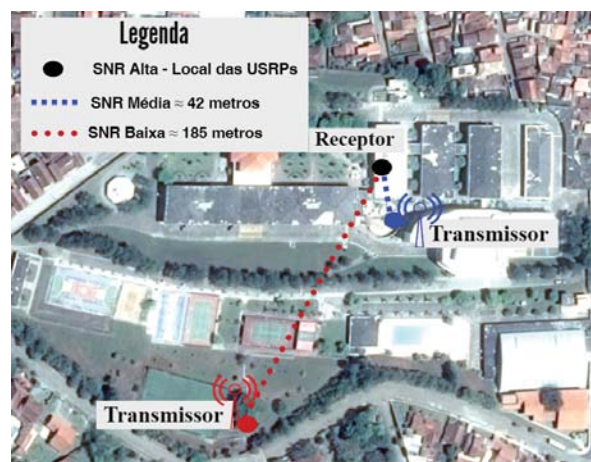 Legenda
SNR Alta - Local das USRPs
SNR Média ≈ 42 metros
SNR Baixa ≈ 185 metros
Receptor
Transmissor
Transmissor